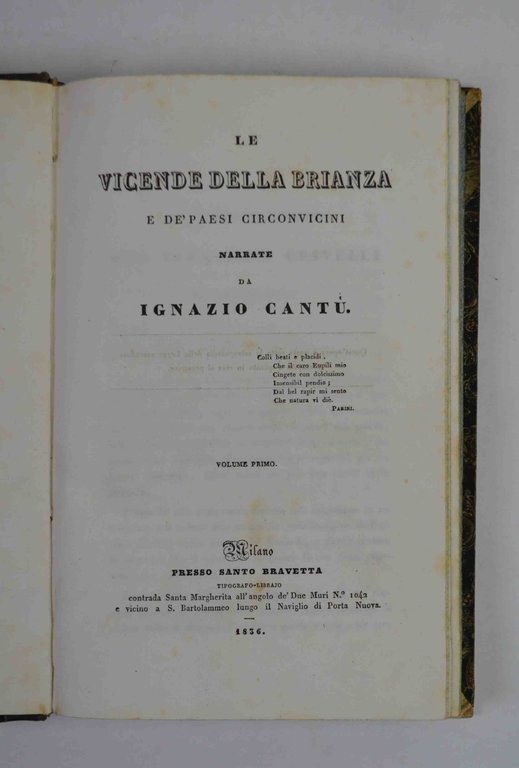 LE
VICENDE DELLA BRIANZA
E DE' PAESI CIRCONVICINI
NARRATE
DA
IGNAZIO CANTÙ.
Colli beati e placidi,
Che il caro Eupili mio
Cingete con dolcissimo
Insensibil pendio;
Dal bel rapir mi sento
Che natura vi diè.
PARINI.
VOLUME PRIMO.
Milano
PRESSO SANTO BRAVETTA
TIPOGRAFO-LIBRAJO
contrada Santa Margherita all'angolo de' Due Muri N.º 1042
e vicino a S. Bartolammeo lungo il Naviglio di Porta Nuova.
1836.